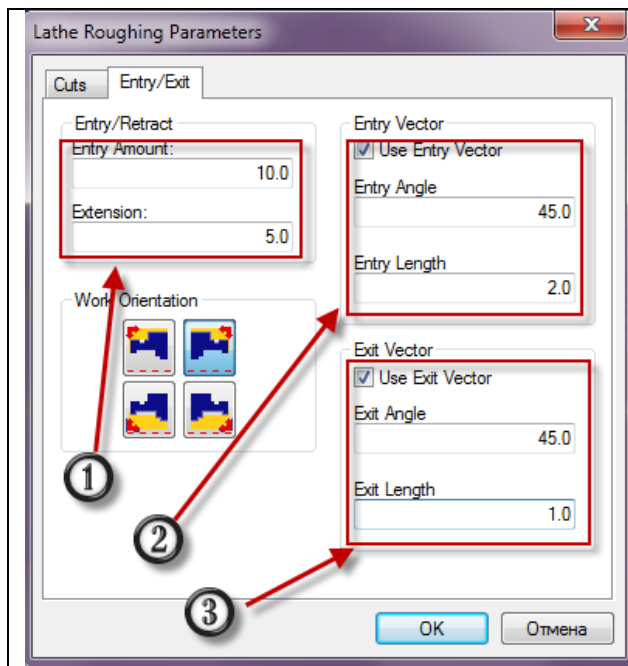 Lathe Roughing Parameters
Cuts
Entry/Exit
Entry/Retract
Entry Amount:
10.0
Extension:
5.0
Work Orientation
Entry Vector
Use Entry Vector
Entry Angle
45.0
Entry Length
2.0
Exit Vector
Use Exit Vector
Exit Angle
45.0
Exit Length
1.0
1
2
3
OK
Отмена